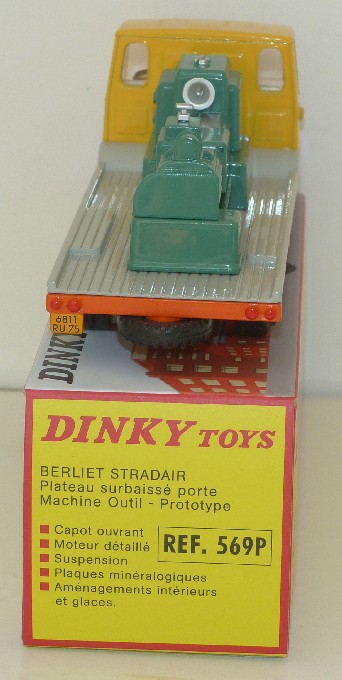 6811
RU 75
DINKY
DINKY TOYS
BERLIET STRADAIR
Plateau surbaissé porte
Machine Outil - Prototype
■ Capot ouvrant
■ Moteur détaillé
■ Suspension
■ Plaques minéralogiques
■ Aménagements intérieurs
et glaces.
REF. 569P